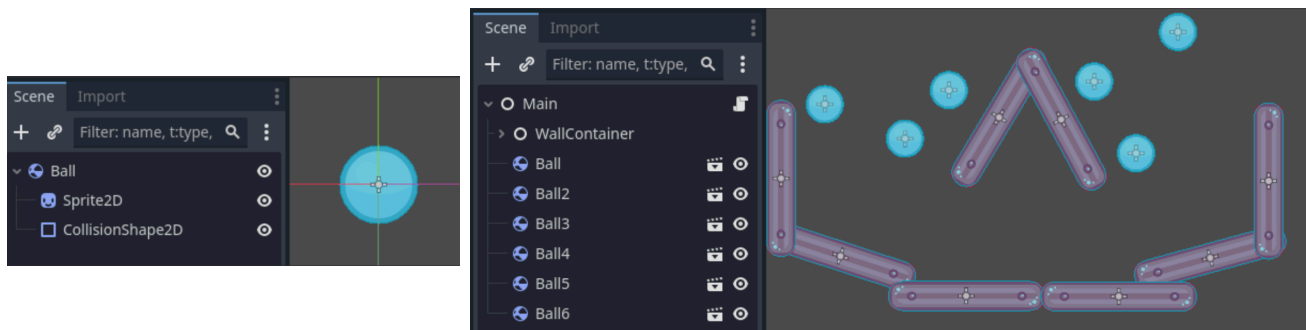 Scene Import
Filter: name, t:type,
Ball
Sprite2D
CollisionShape2D
Scene Import
Filter: name, t:type,
Main
WallContainer
Ball
Ball2
Ball3
Ball4
Ball5
Ball6